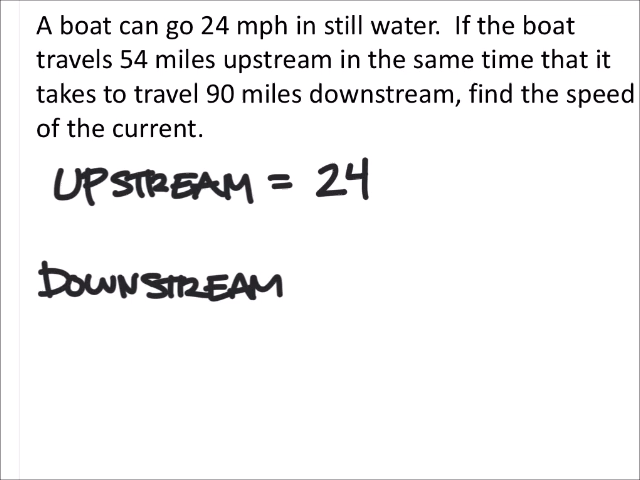 A boat can go 24 mph in still water.  If the boat
travels 54 miles upstream in the same time that it
takes to travel 90 miles downstream, find the speed
of the current.
UPSTREAM = 24
DOWNSTREAM